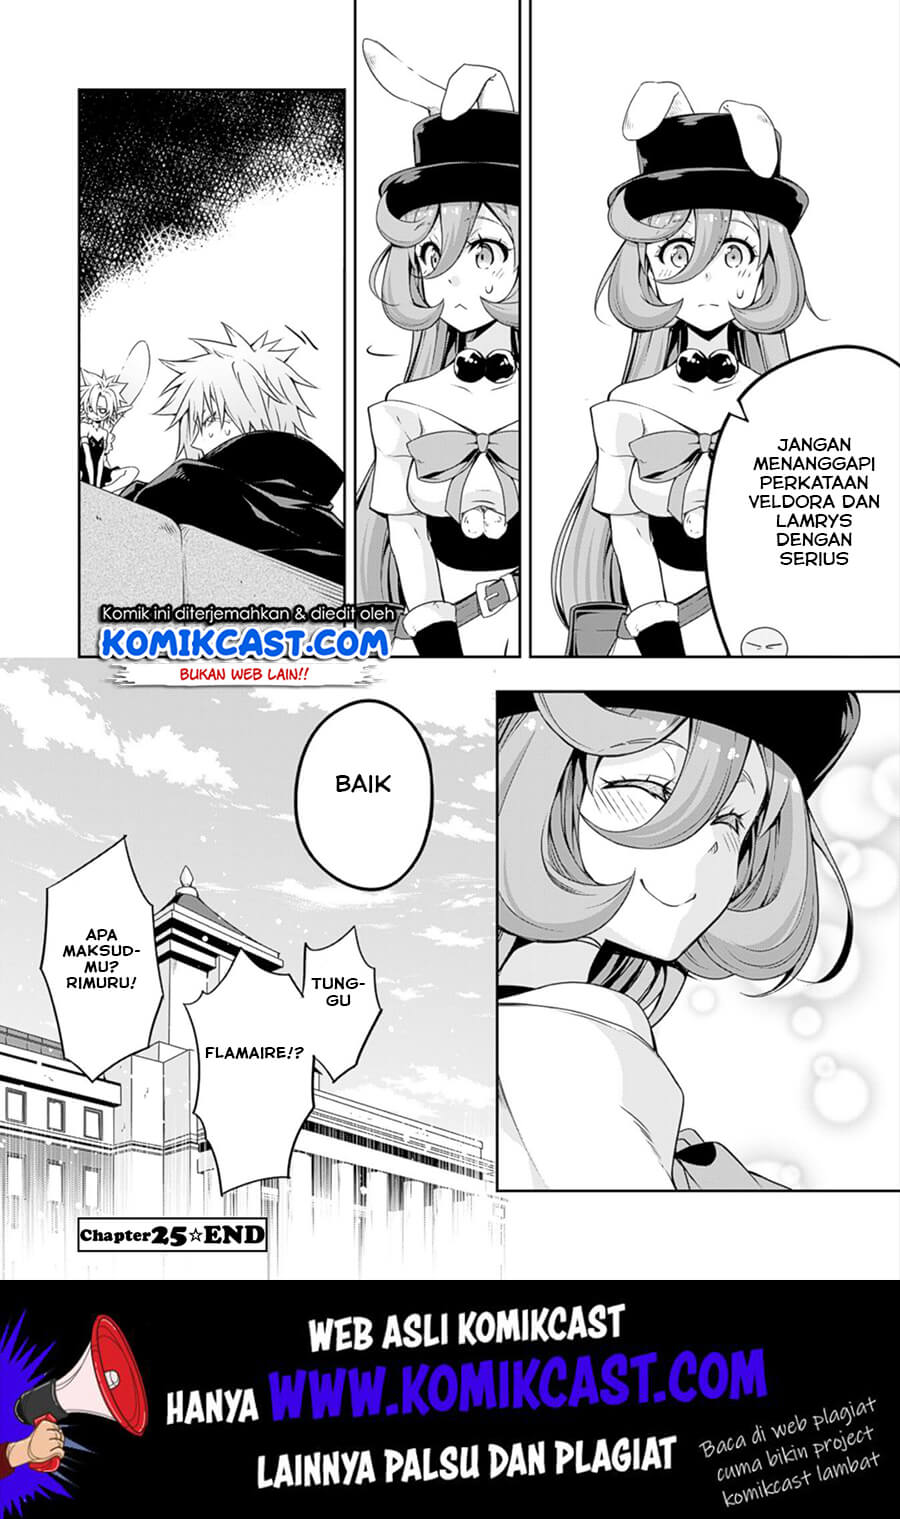 JANGAN
MENANGGAPI
PERKATAAN
VELDORA DAN
LAMRYS
DENGAN
SERIUS
Komik ini diterjemahkan & diedit oleh
KOMIKCAST.COM
BUKAN WEB LAIN!!
BAIK
TUNG-
GU
FLAMAIRE!?
APA
MAKSUD-
MU?
RIMURU!
Chapter25☆END
WEB ASLI KOMIKCAST
HANYA WWW.KOMIKCAST.COM
LAINNYA PALSU DAN PLAGIAT
Baca di web plagiat
cuma bikin project
komikcast lambat